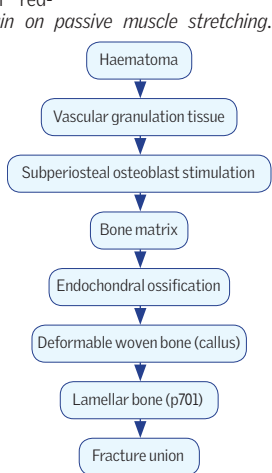 red-
in on passive muscle stretching.
Haematoma
Vascular granulation tissue
Subperiosteal osteoblast stimulation
Bone matrix
Endochondral ossification
Deformable woven bone (callus)
Lamellar bone (p701)
Fracture union